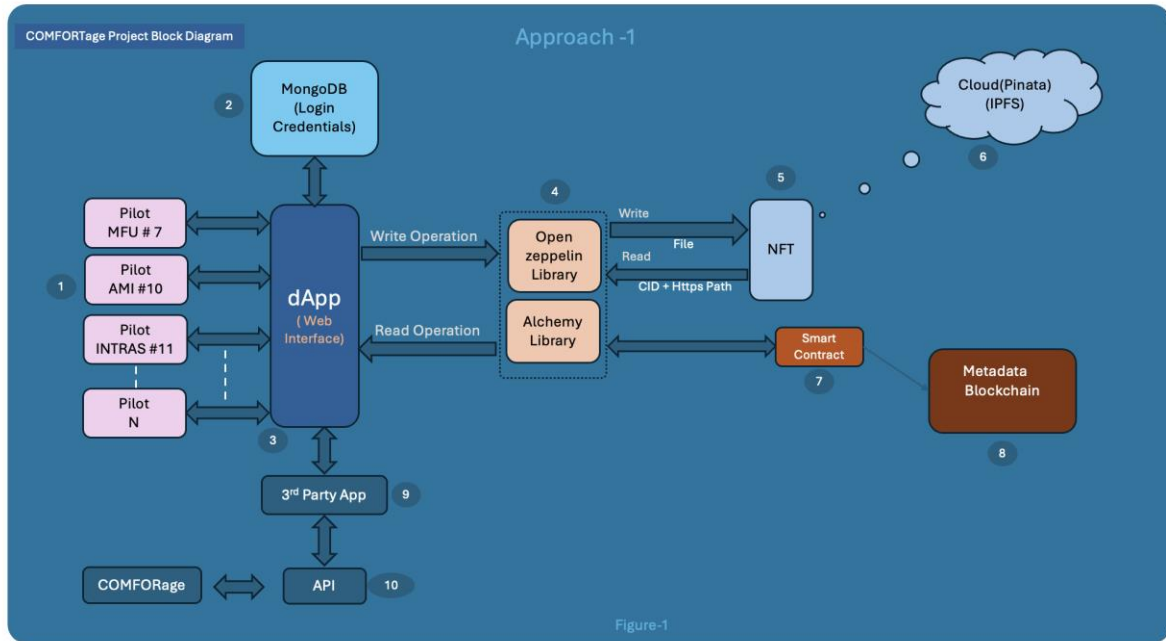 COMFORTage Project Block Diagram
Approach -1
MongoDB
(Login
Credentials)
2
Cloud(Pinata)
(IPFS)
6
Pilot
MFU # 7
Pilot
AMI #10
1
Pilot
INTRAS #11
Pilot
N
dApp
( Web
Interface)
3
Write Operation
Read Operation
4
Open
zeppelin
Library
Alchemy
Library
Write
File
Read
CID + Https Path
5
NFT
Smart
Contract
7
Metadata
Blockchain
8
3rd Party App
9
API
10
COMFORage
Figure-1